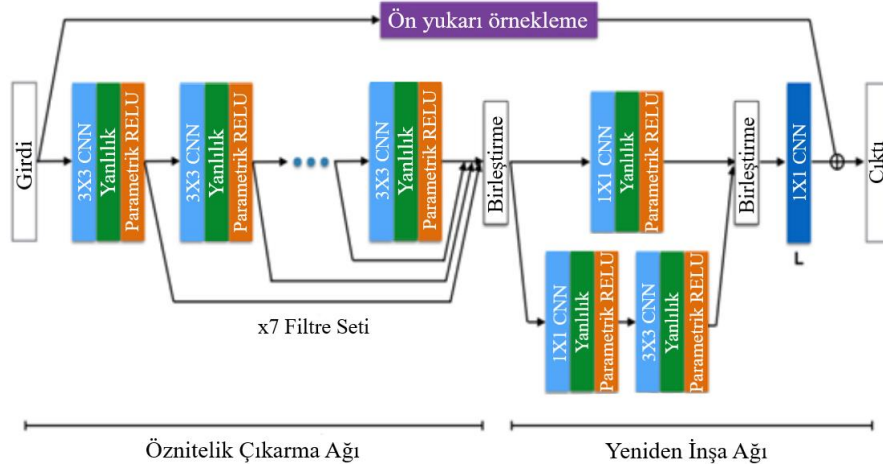 Ön yukarı örnekleme
Girdi
3X3 CNN
Yanlılık
Parametrik RELU
3X3 CNN
Yanlılık
Parametrik RELU
3X3 CNN
Yanlılık
Parametrik RELU
Birleştirme
1X1 CNN
Yanlılık
Parametrik RELU
1X1 CNN
Yanlılık
Parametrik RELU
3X3 CNN
Yanlılık
Parametrik RELU
Birleştirme
1X1 CNN
L
Çıktı
x7 Filtre Seti
Öznitelik Çıkarma Ağı
Yeniden İnşa Ağı